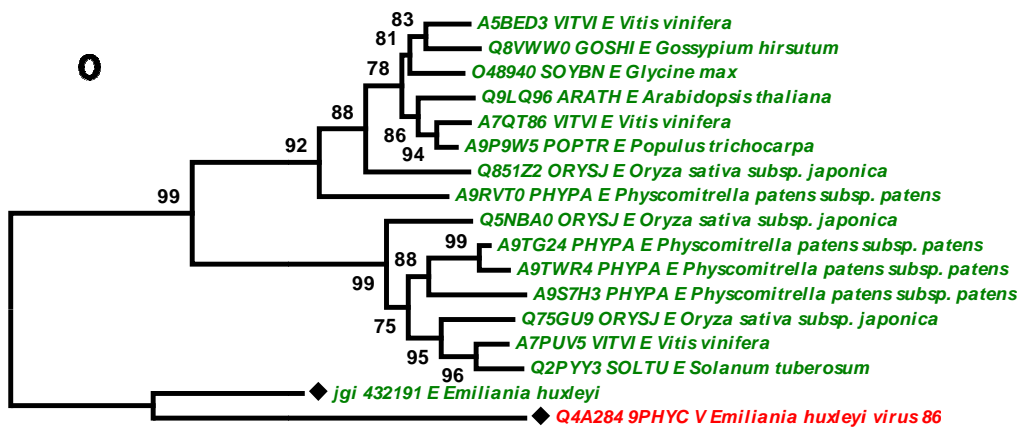 83
A5BED3 VITVI E Vitis vinifera
81
Q8VWW0 GOSHI E Gossypium hirsutum
O
78
O48940 SOYBN E Glycine max
Q9LQ96 ARATH E Arabidopsis thaliana
88
A7QT86 VITVI E Vitis vinifera
86
92
94
A9P9W5 POPTR E Populus trichocarpa
Q851Z2 ORYSJ E Oryza sativa subsp. japonica
99
A9RVT0 PHYPA E Physcomitrella patens subsp. patens
Q5NBA0 ORYSJ E Oryza sativa subsp. japonica
99
A9TG24 PHYPA E Physcomitrella patens subsp. patens
88
A9TWR4 PHYPA E Physcomitrella patens subsp. patens
99
A9S7H3 PHYPA E Physcomitrella patens subsp. patens
75
Q75GU9 ORYSJ E Oryza sativa subsp. japonica
95
A7PUV5 VITVI E Vitis vinifera
96
Q2PYY3 SOLTU E Solanum tuberosum
jgi 432191 E Emiliania huxleyi
Q4A284 9PHYC V Emiliania huxleyi virus 86